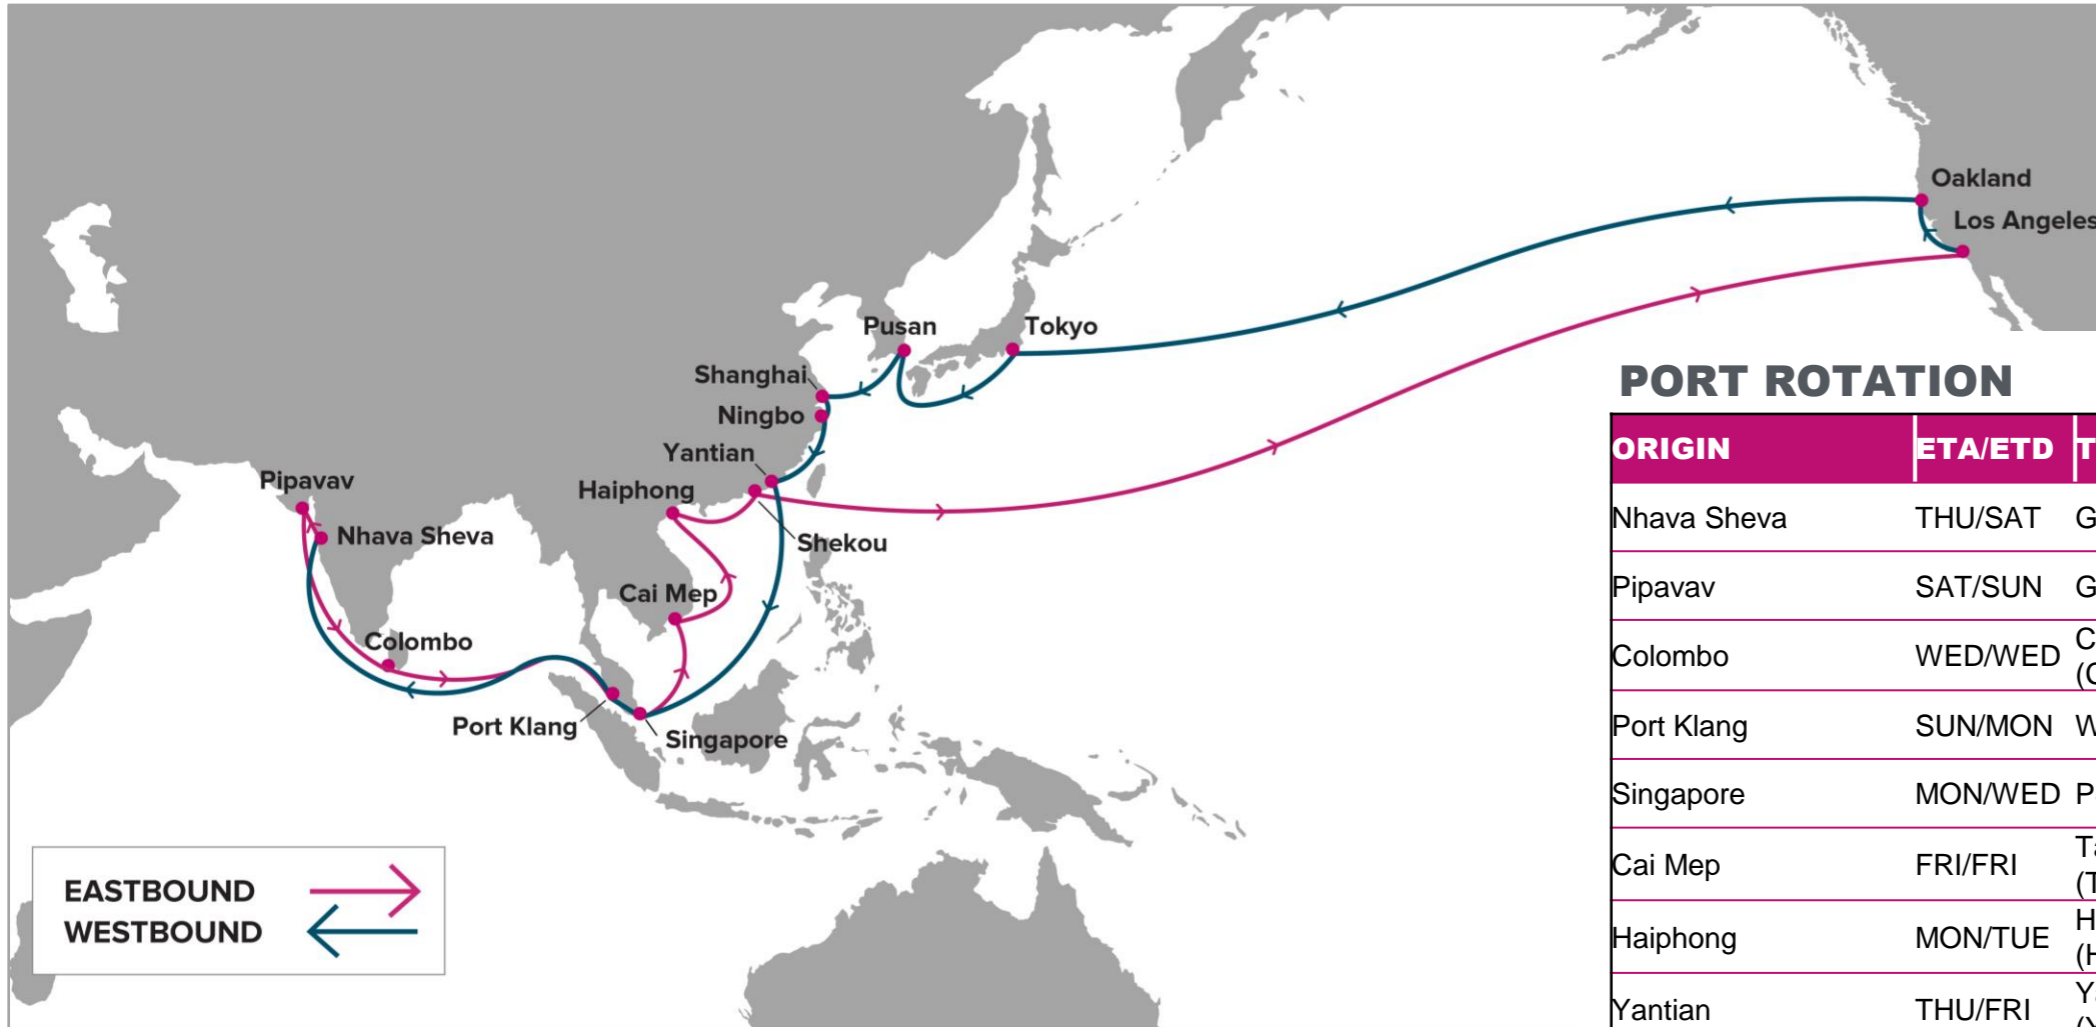 Oakland
Los Angeles
Pusan
Tokyo
Shanghai
Ningbo
Yantian
Pipavav
Haiphong
Nhava Sheva
Shekou
Cai Mep
Colombo
Port Klang
Singapore
EASTBOUND
WESTBOUND
PORT ROTATION
ORIGIN ETA/ETD
Nhava Sheva THU/SAT
Pipavav SAT/SUN
Colombo WED/WED
Port Klang SUN/MON
Singapore MON/WED
Cai Mep FRI/FRI
Haiphong MON/TUE
Yantian THU/FRI